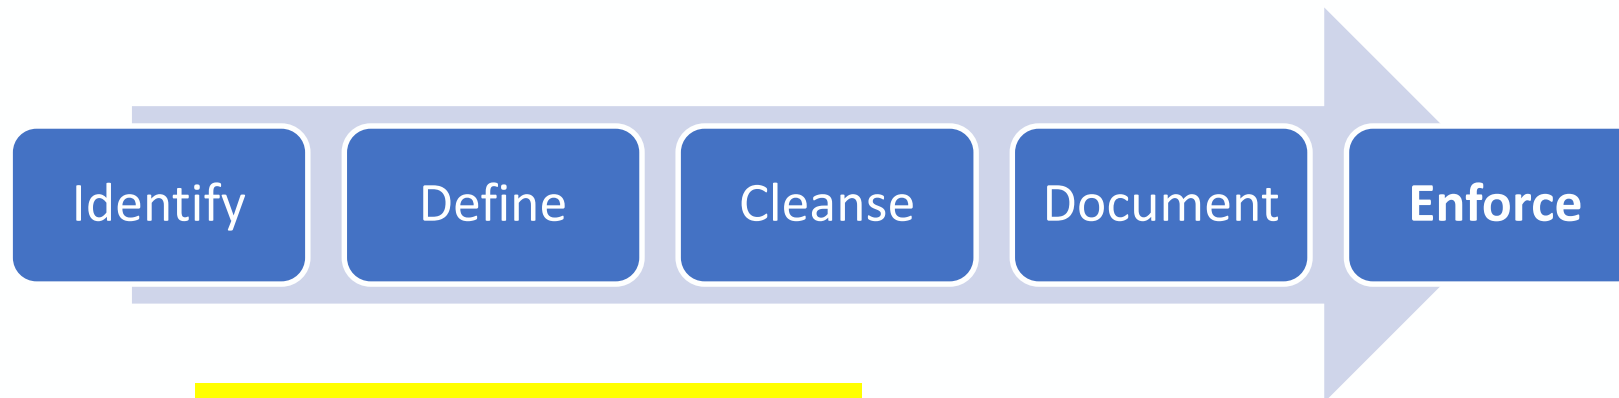 Identify
Define
Cleanse
Document
Enforce